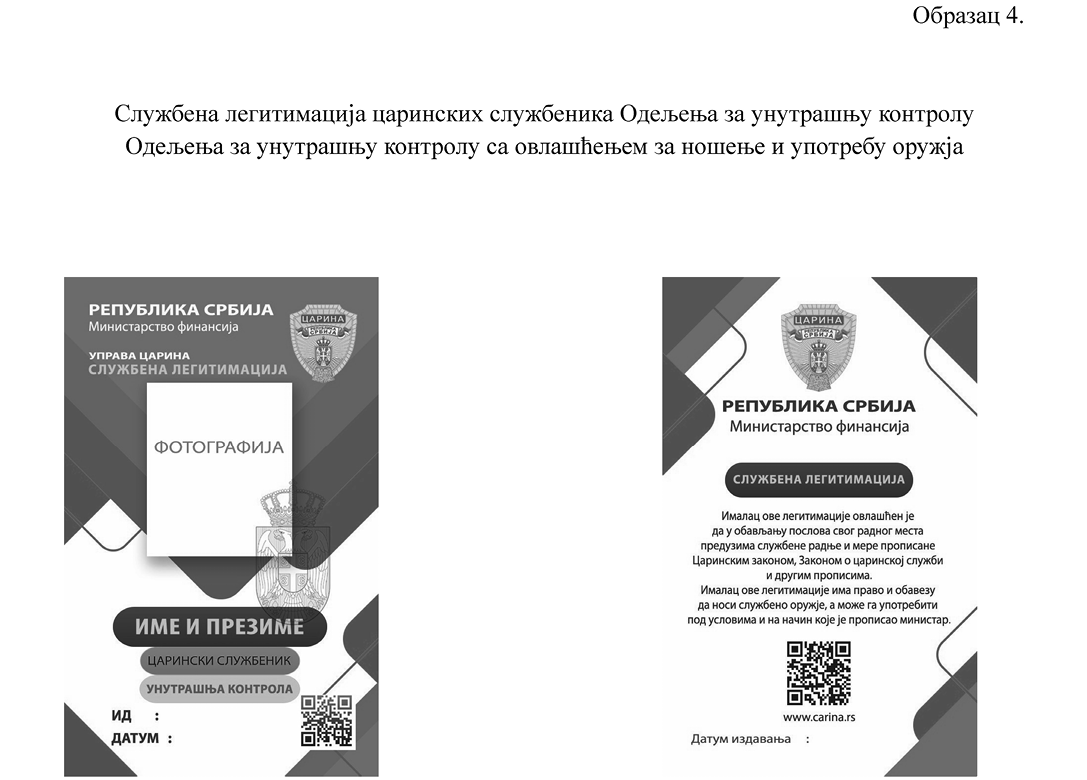 Образац 4.
Службена легитимација царинских службеника Одељења за унутрашњу контролу
Одељења за унутрашњу контролу са овлашћењем за ношење и употребу оружја
РЕПУБЛИКА СРБИЈА
Министарство финансија
УПРАВА ЦАРИНА
СЛУЖБЕНА ЛЕГИТИМАЦИЈА
ЦАРИНА
СРБИЈА
ФОТОГРАФИЈА
ИМЕ И ПРЕЗИМЕ
ЦАРИНСКИ СЛУЖБЕНИК
УНУТРАШЊА КОНТРОЛА
ИД :
ДАТУМ :
ЦАРИНА
СРБИЈА
РЕПУБЛИКА СРБИЈА
Министарство финансија
СЛУЖБЕНА ЛЕГИТИМАЦИЈА
Ималац ове легитимације овлашћен је
да у обављању послова свог радног места
предузима службене радње и мере прописане
Царинским законом, Законом о царинској служби
и другим прописима.
Ималац ове легитимације има право и обавезу
да носи службено оружје, а може га употребити
под условима и на начин које је прописао министар.
www.carina.rs
Датум издавања :